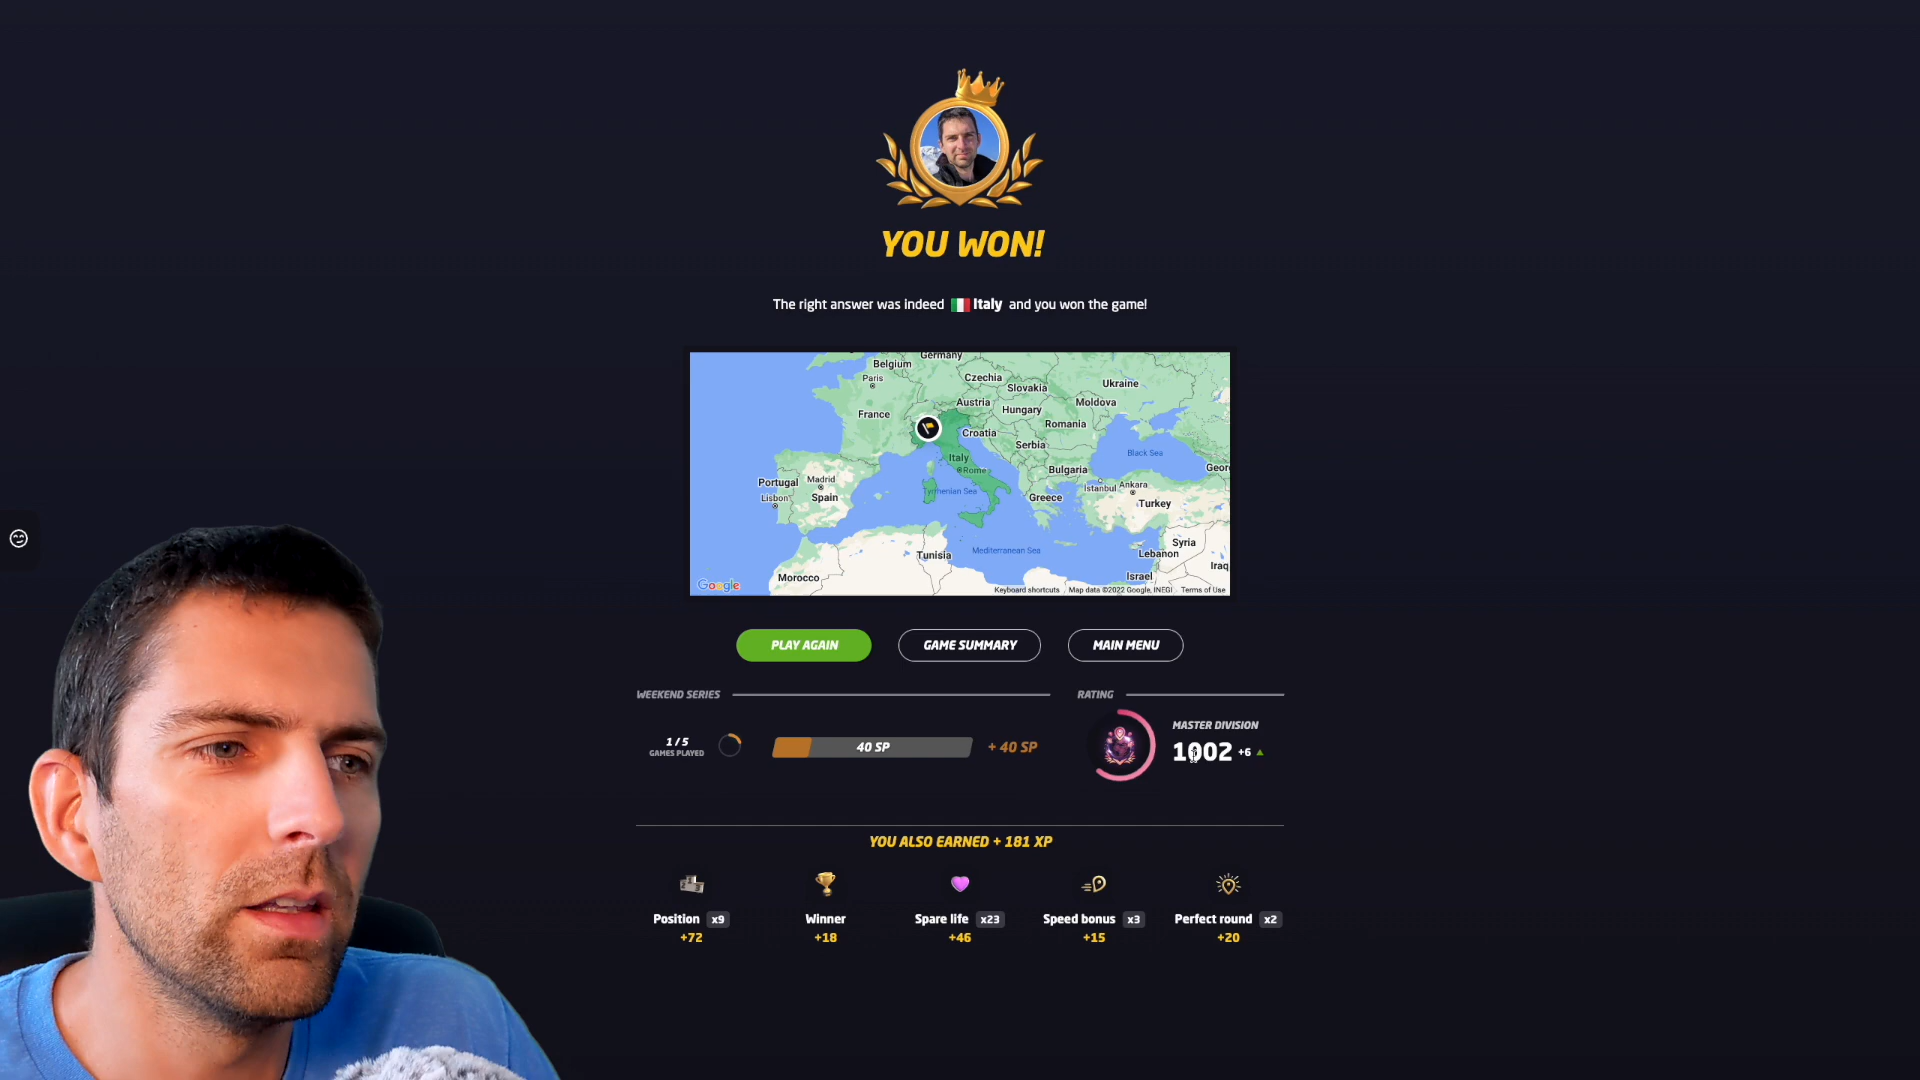 YOU WON!
The right answer was indeed Italy and you won the game!
Germany
Belgium
Paris
Czechia
Slovakia
Ukraine
France
Austria
Hungary
Moldova
Romania
Croatia
Serbia
Black Sea
Italy
Rome
Bulgaria
Geor
Portugal
Madrid
Lisbon
Spain
Tyrrhenian Sea
Greece
Istanbul
Ankara
Turkey
Tunisia
Mediterranean Sea
Syria
Lebanon
Israel
Iraq
Morocco
Google
Keyboard shortcuts
Map data ©2022 Google, INEGI
Terms of Use
PLAY AGAIN
GAME SUMMARY
MAIN MENU
WEEKEND SERIES
1 / 5
GAMES PLAYED
40 SP
+ 40 SP
RATING
MASTER DIVISION
1002 +6
YOU ALSO EARNED + 181 XP
Position x9
+72
Winner
+18
Spare life x23
+46
Speed bonus x3
+15
Perfect round x2
+20